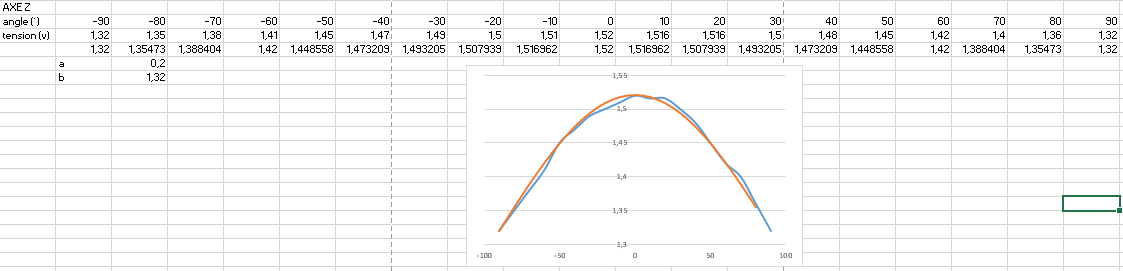 AXE Z
angle (°) -90 -80 -70 -60 -50 -40 -30 -20 -10 0 10 20 30 40 50 60 70 80 90
tension (v) 1,32 1,35 1,38 1,41 1,45 1,47 1,49 1,5 1,51 1,52 1,516 1,516 1,5 1,48 1,45 1,42 1,4 1,36 1,32
1,32 1,35473 1,388404 1,42 1,448558 1,473209 1,493205 1,507939 1,516962 1,52 1,516962 1,507939 1,493205 1,473209 1,448558 1,42 1,388404 1,35473 1,32
a 0,2
b 1,32
1,55
1,5
1,45
1,4
1,35
1,3
-100 -50 0 50 100